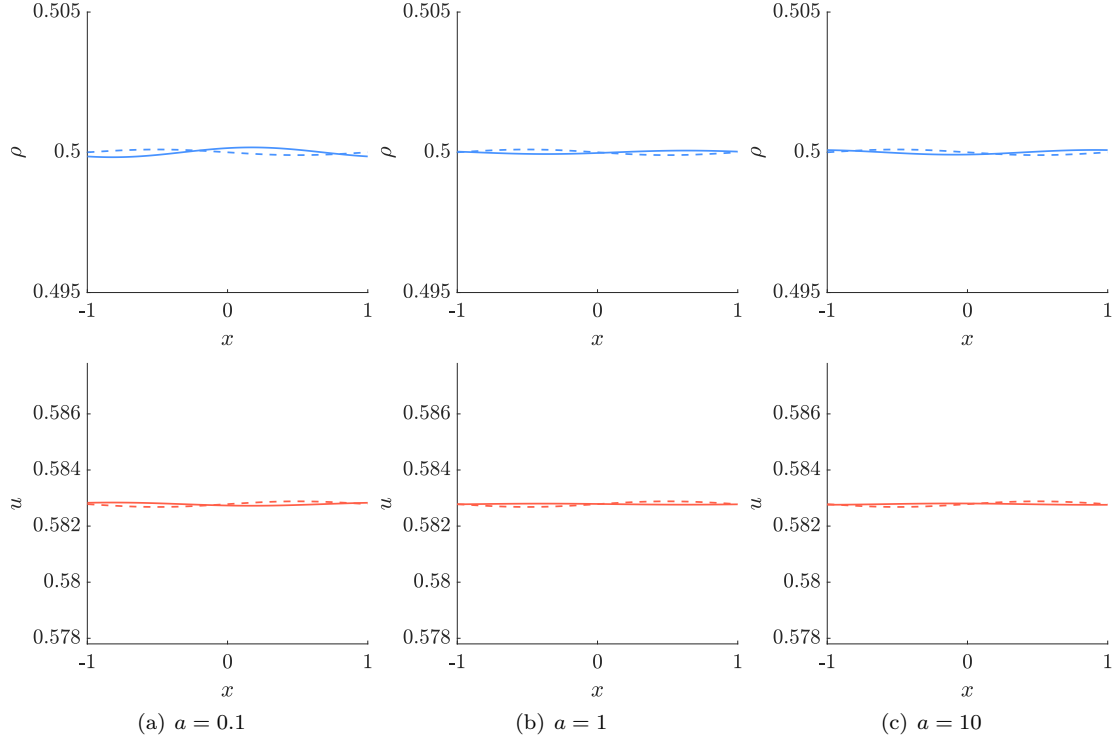 0.505 0.505 0.505
ρ 0.5 ρ 0.5 ρ 0.5
0.495 0.495 0.495
-1 0 1 -1 0 1 -1 0 1
x x x
0.586 0.586 0.586
0.584 0.584 0.584
u u u
0.582 0.582 0.582
0.58 0.58 0.58
0.578 0.578 0.578
-1 0 1 -1 0 1 -1 0 1
x x x
(a) a = 0.1 (b) a = 1 (c) a = 10